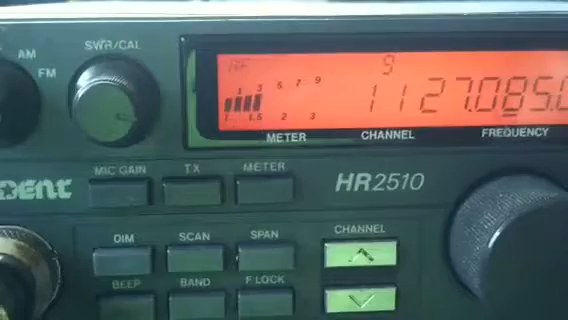 AM
SWR/CAL
FM
RF
9
1 3 5 7 9
11 27.085.0
1 1.5 2 3
METER CHANNEL FREQUENCY
MIC GAIN TX METER
DENT HR2510
DIM SCAN SPAN CHANNEL
BEEP BAND F.LOCK